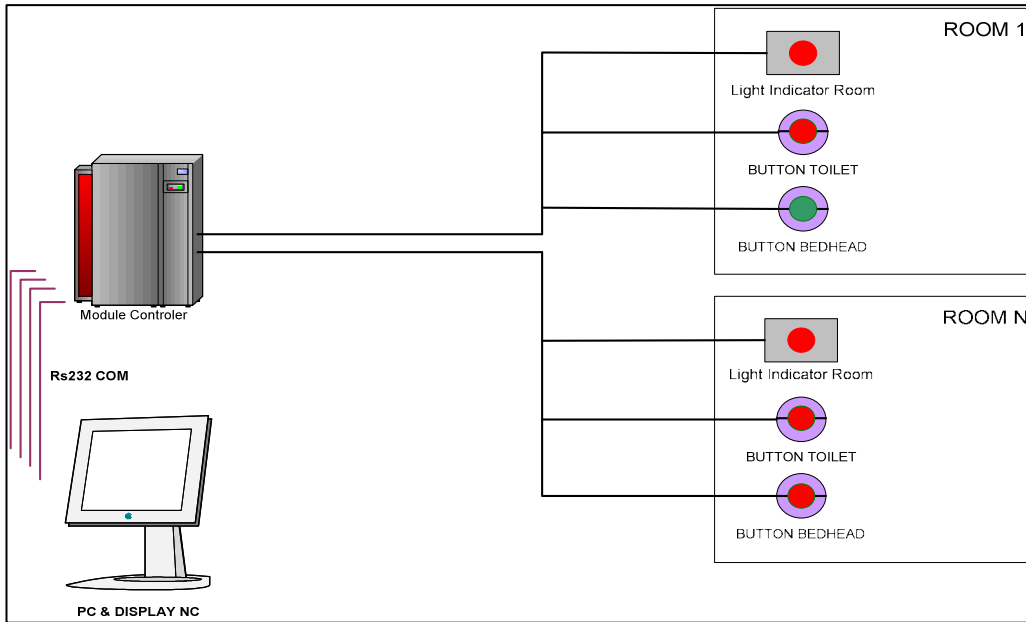 ROOM 1
Light Indicator Room
BUTTON TOILET
BUTTON BEDHEAD
Module Controler
Rs232 COM
PC & DISPLAY NC
ROOM N
Light Indicator Room
BUTTON TOILET
BUTTON BEDHEAD